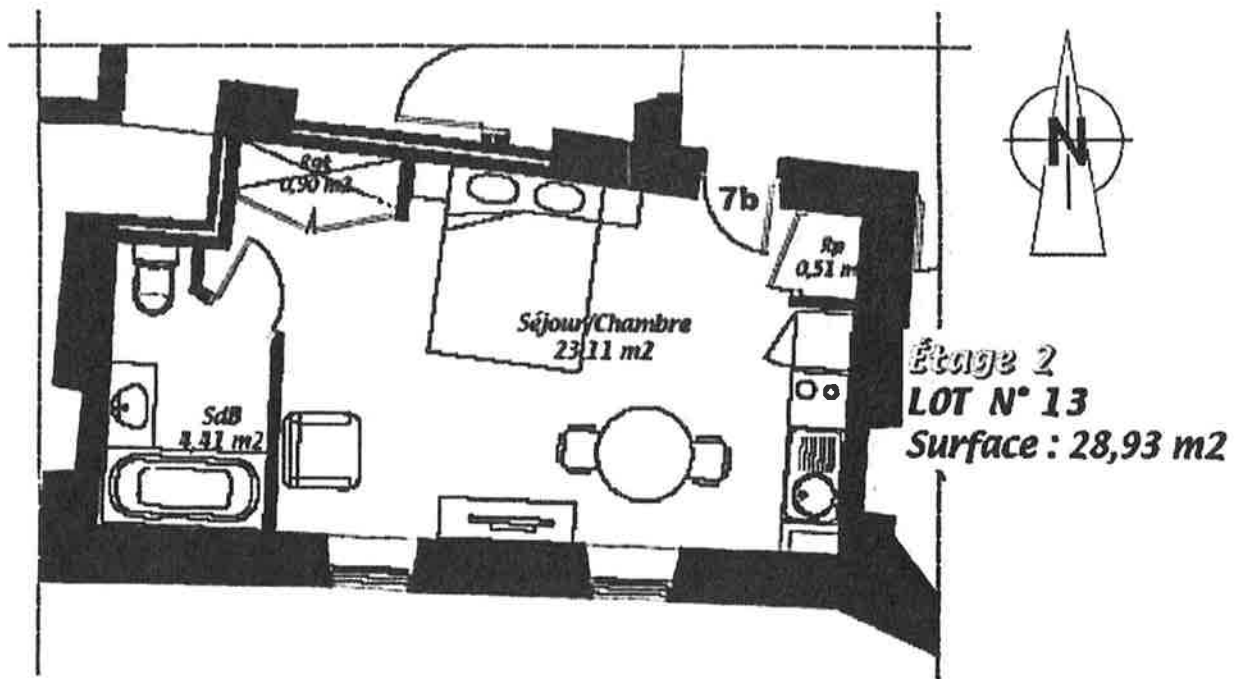 N
Rgt
0,90 m2
7b
Rp
0,51 m
Séjour/Chambre
23,11 m2
Étage 2
LOT N° 13
Surface : 28,93 m2
SdB
4,41 m2